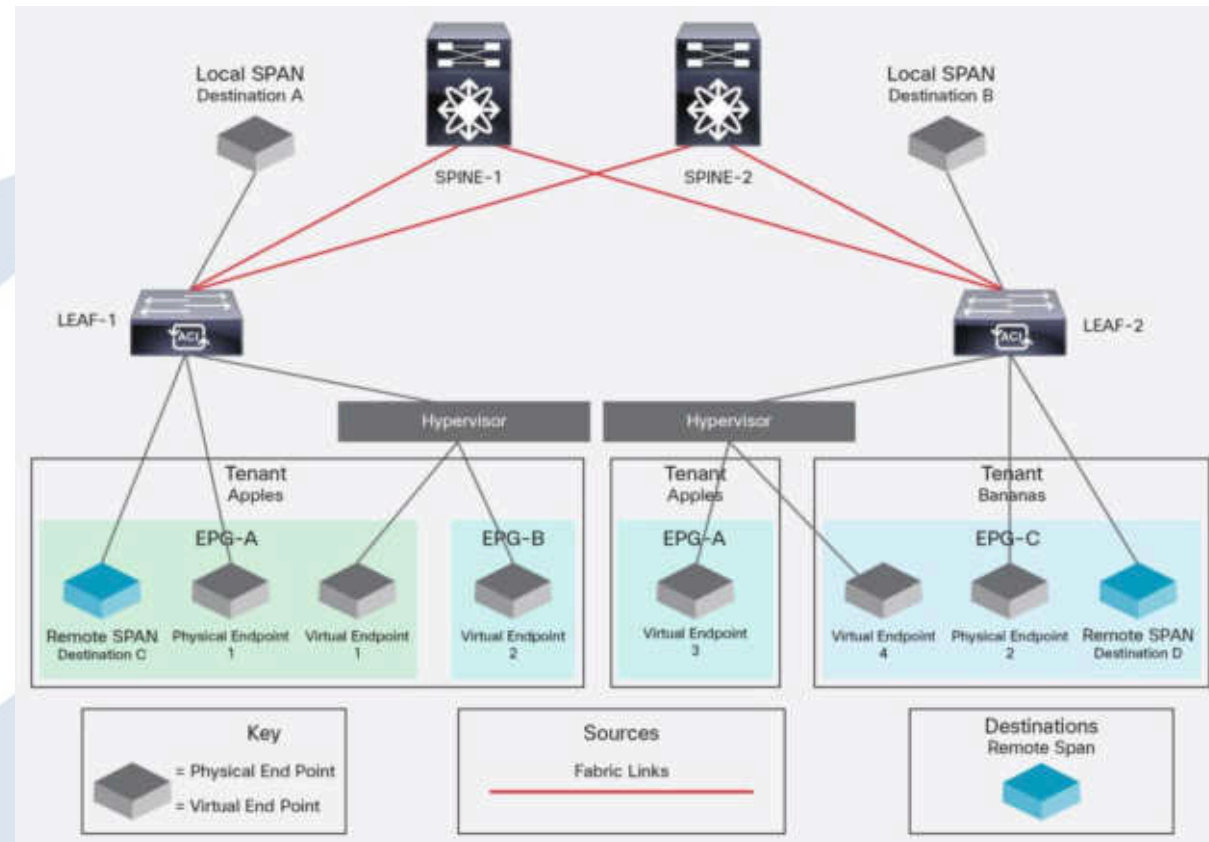 Local SPAN
Destination A
Local SPAN
Destination B
SPINE-1
SPINE-2
LEAF-1
ACI
ACI
LEAF-2
Hypervisor
Hypervisor
Tenant
Apples
Tenant
Apples
Tenant
Bananas
EPG-A
EPG-B
EPG-A
EPG-C
Remote SPAN
Destination C
Physical Endpoint
1
Virtual Endpoint
1
Virtual Endpoint
2
Virtual Endpoint
3
Virtual Endpoint
4
Physical Endpoint
2
Remote SPAN
Destination D
Key
= Physical End Point
= Virtual End Point
Sources
Fabric Links
Destinations
Remote Span